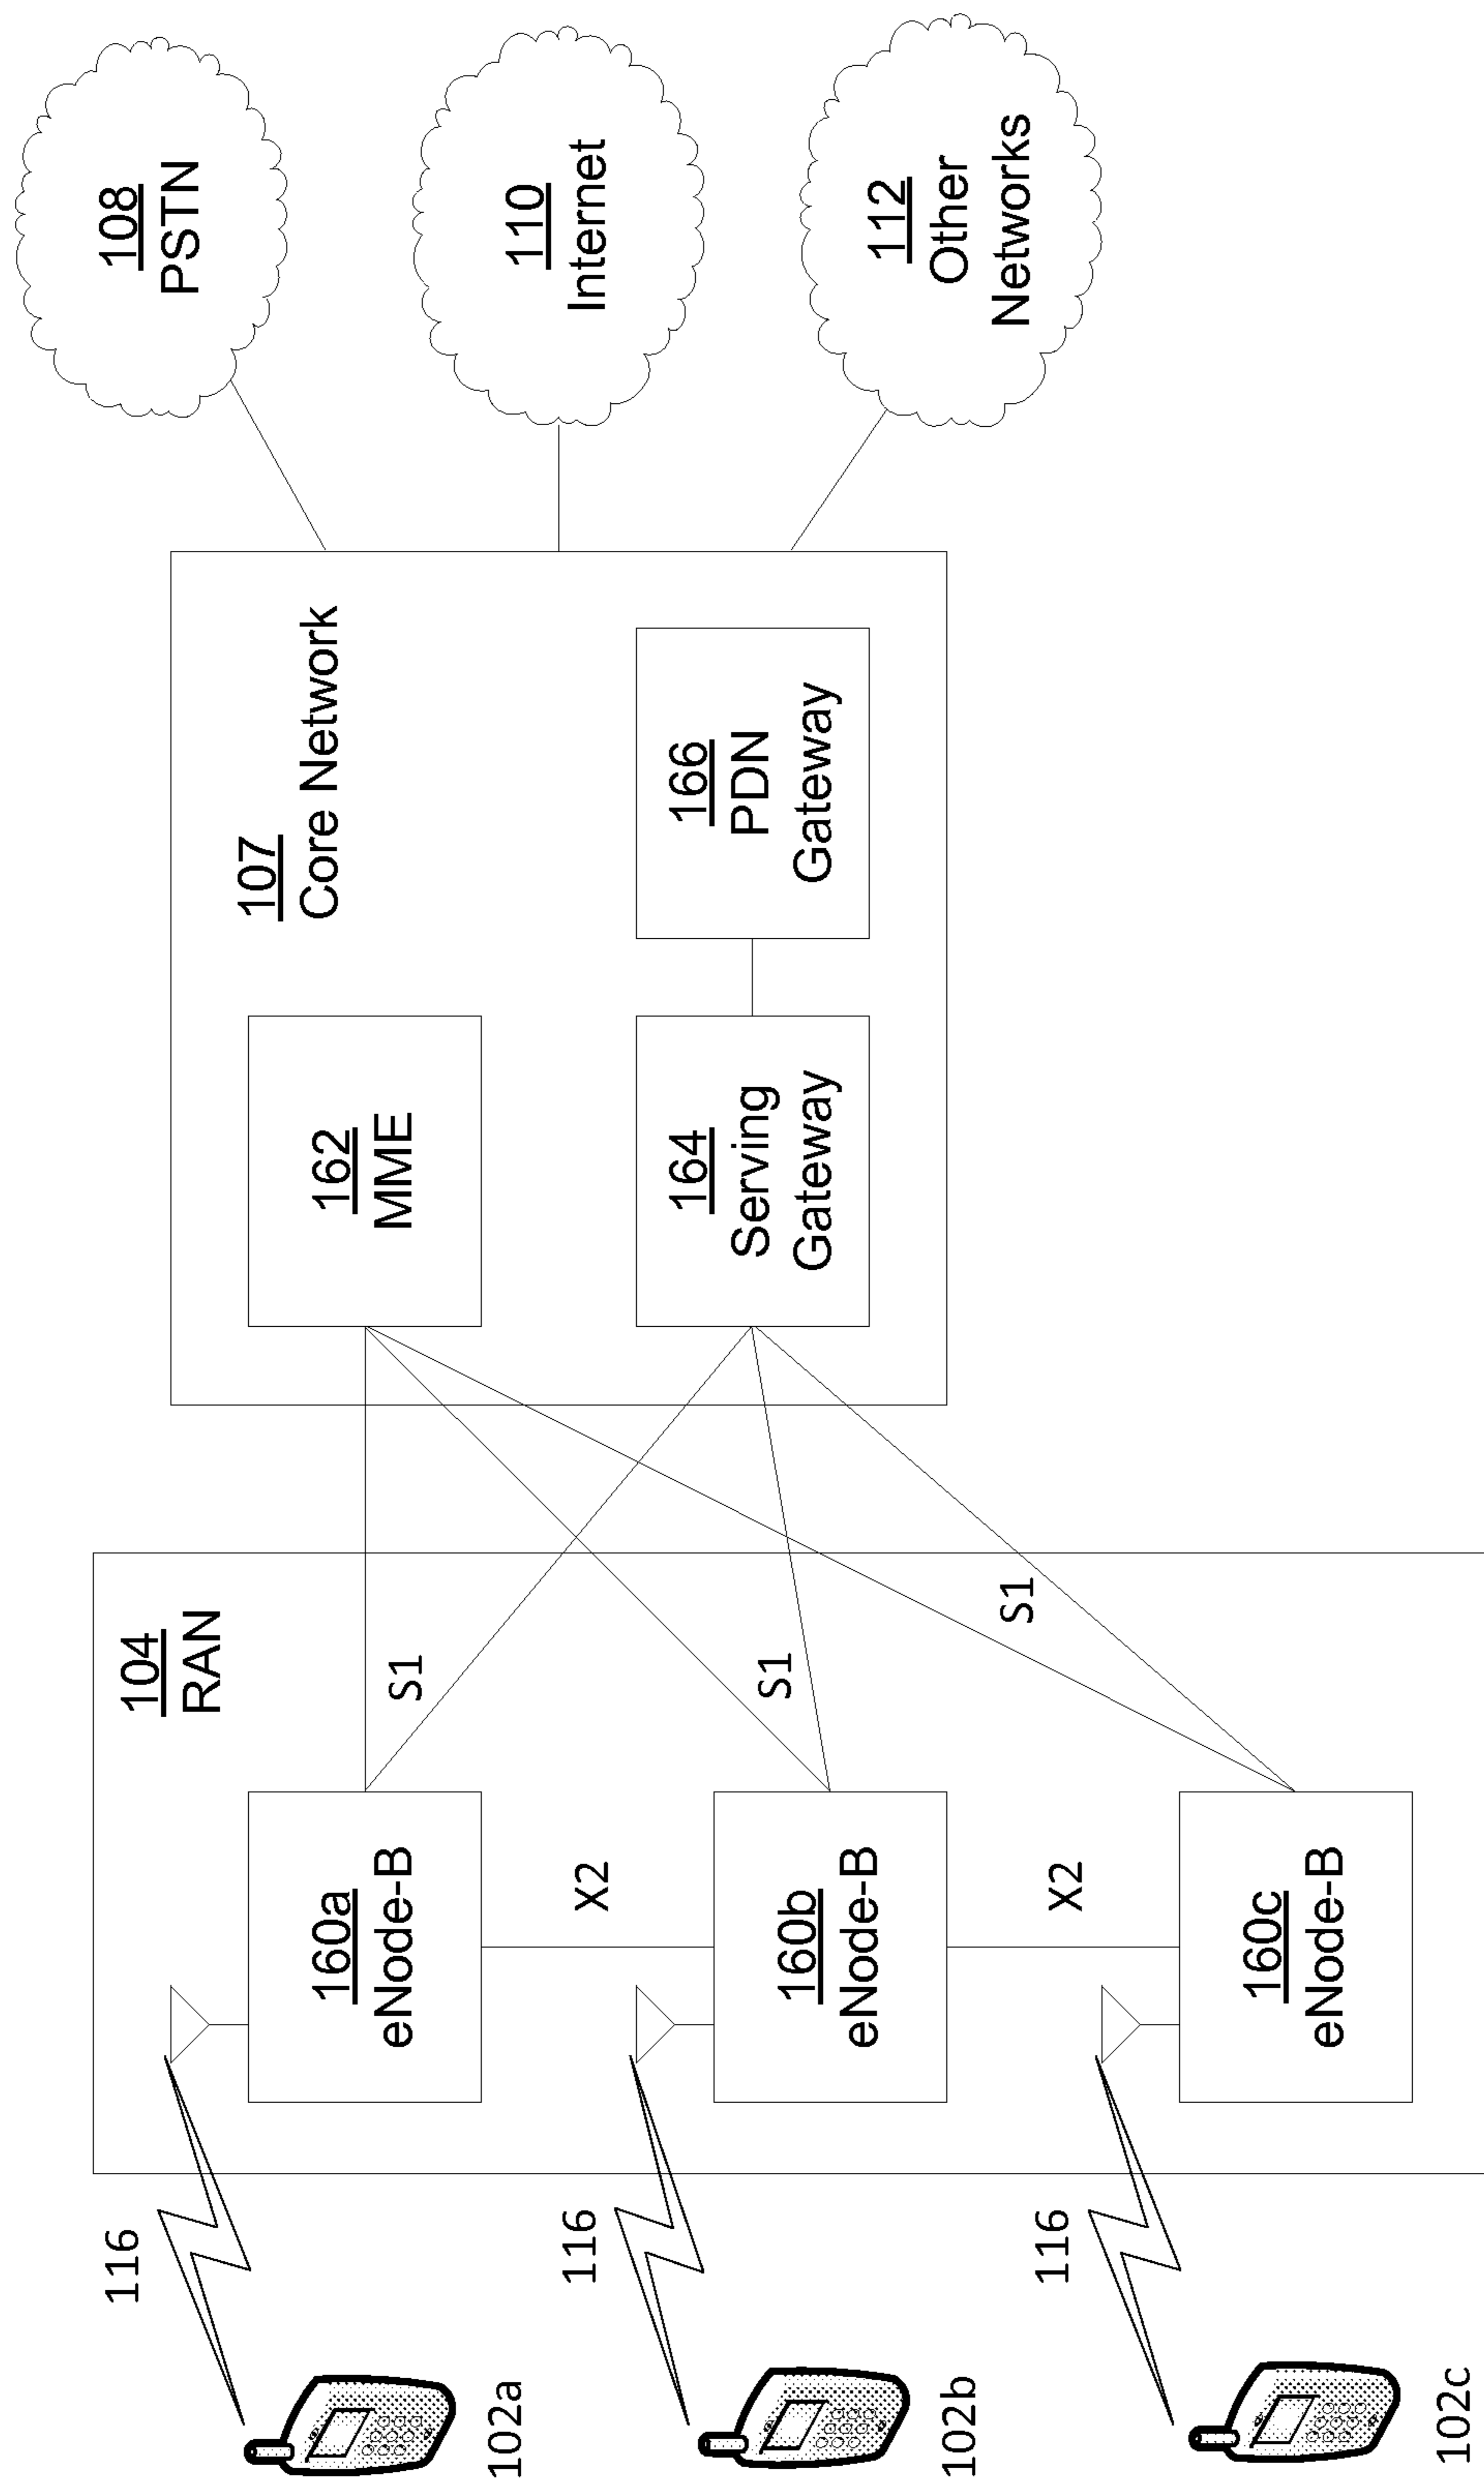 116
102a
116
102b
116
102c
104
RAN
160a
eNode-B
X2
160b
eNode-B
X2
160c
eNode-B
S1
S1
S1
107
Core Network
162
MME
164
Serving
Gateway
166
PDN
Gateway
108
PSTN
110
Internet
112
Other
Networks